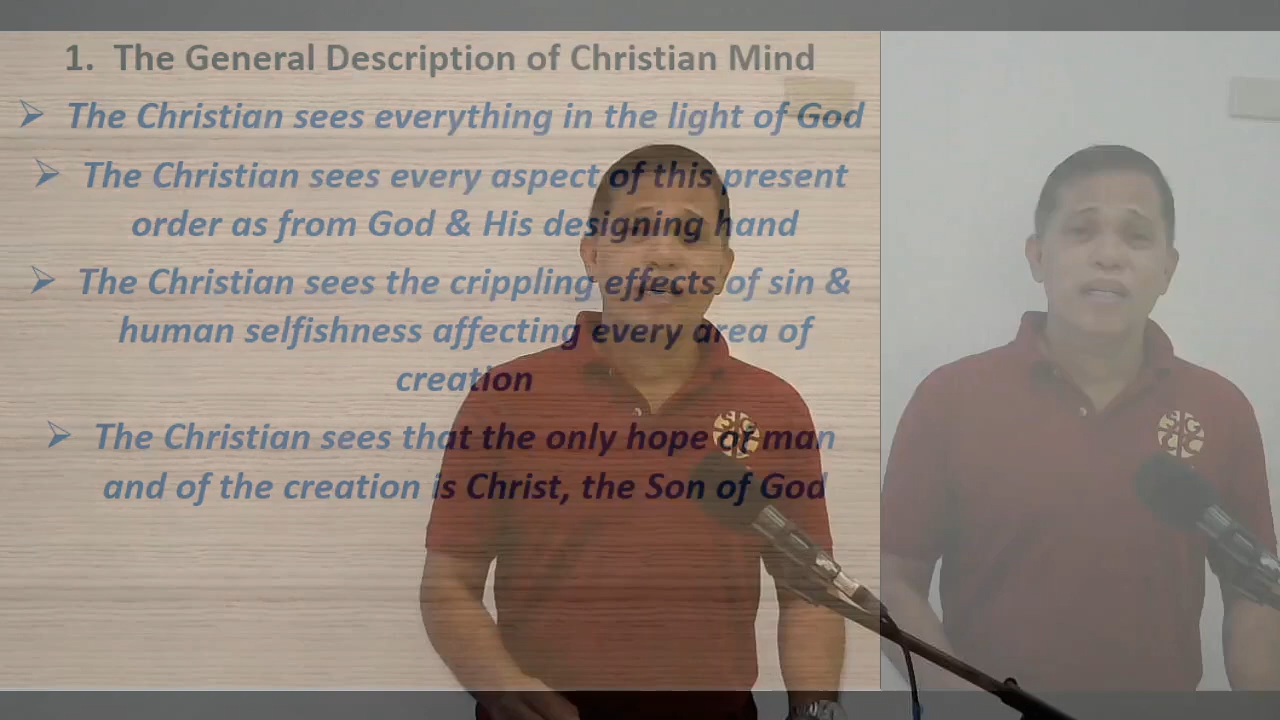 1. The General Description of Christian Mind
➢ The Christian sees everything in the light of God
➢ The Christian sees every aspect of this present
order as from God & His designing hand
➢ The Christian sees the crippling effects of sin &
human selfishness affecting every area of
creation
➢ The Christian sees that the only hope of man
and of the creation is Christ, the Son of God